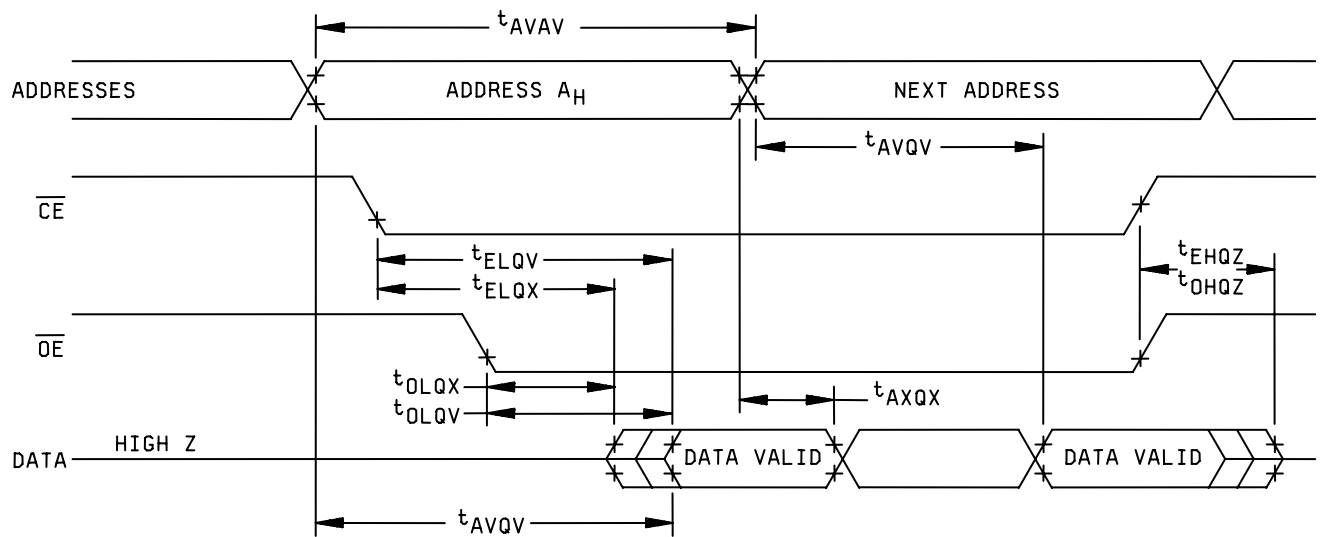 tAVAV
ADDRESSES
ADDRESS AH
NEXT ADDRESS
tAVQV
CE
tELQV
tELQX
tEHQZ
tOHQZ
OE
tOLQX
tOLQV
tAXQX
DATA
HIGH Z
DATA VALID
DATA VALID
tAVQV